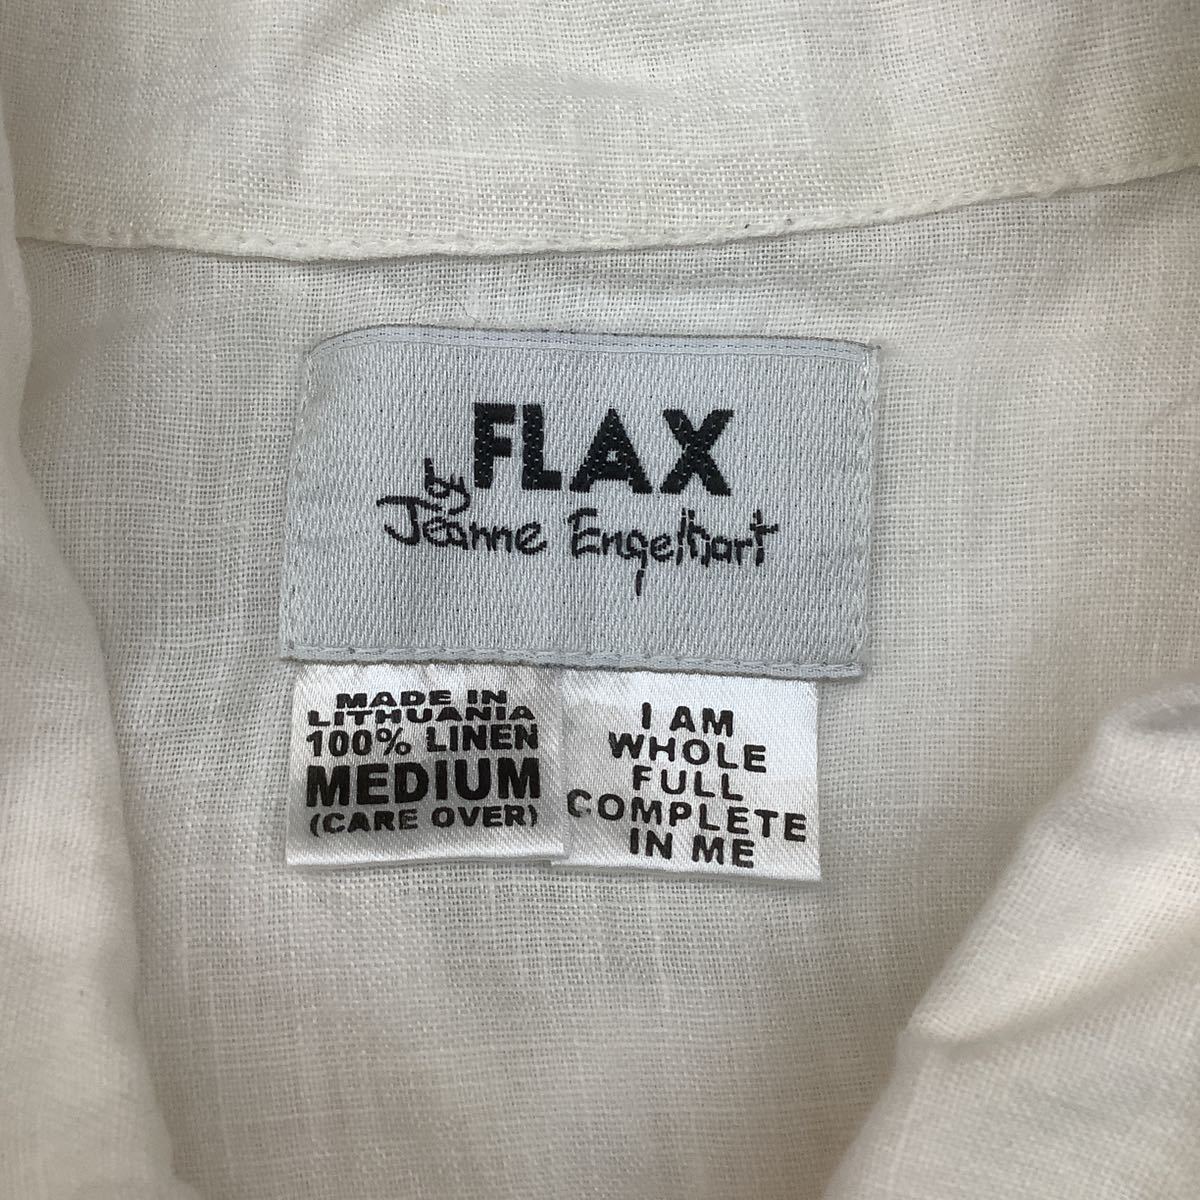 FLAX
by
Jeanne Engelhart
MADE IN
LITHUANIA
100% LINEN
MEDIUM
(CARE OVER)
I AM
WHOLE
FULL
COMPLETE
IN ME